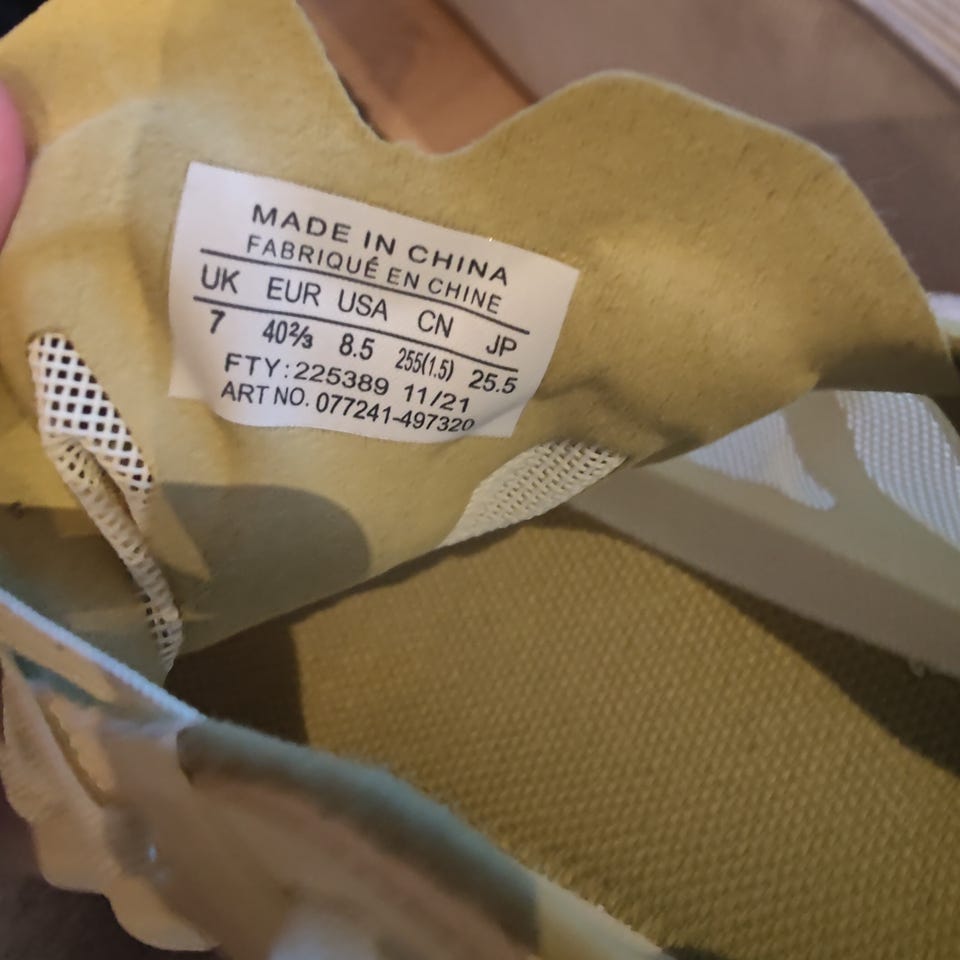 MADE IN CHINA
FABRIQUÉ EN CHINE
UK EUR USA CN JP
7 40⅔ 8.5 255(1.5) 25.5
FTY:225389 11/21
ART NO. 077241-497320